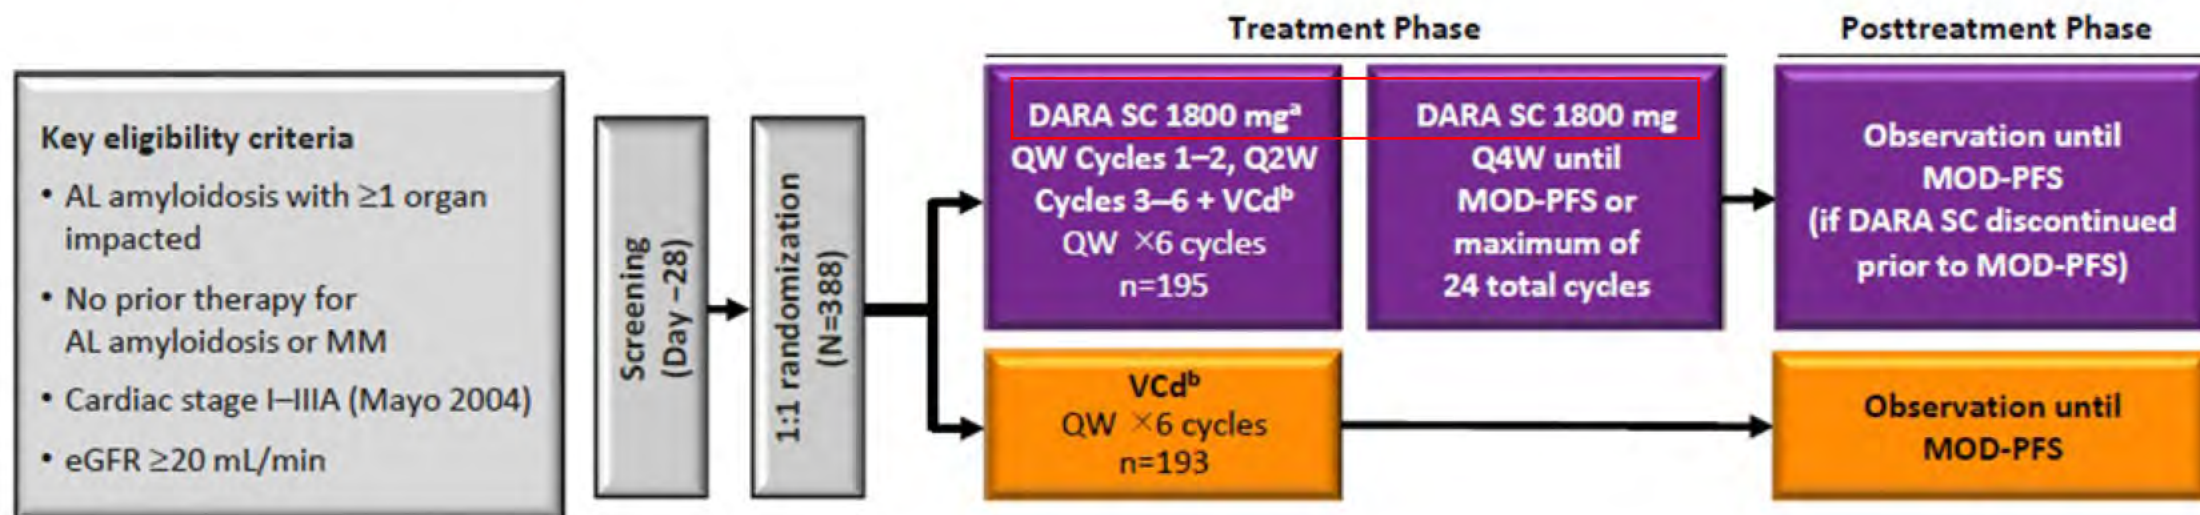 Key eligibility criteria
• AL amyloidosis with ≥1 organ
impacted
• No prior therapy for
AL amyloidosis or MM
• Cardiac stage I–IIIA (Mayo 2004)
• eGFR ≥20 mL/min
Screening
(Day −28)
1:1 randomization
(N=388)
Treatment Phase
DARA SC 1800 mgᵃ
QW Cycles 1–2, Q2W
Cycles 3–6 + VCdᵇ
QW ×6 cycles
n=195
DARA SC 1800 mg
Q4W until
MOD-PFS or
maximum of
24 total cycles
VCdᵇ
QW ×6 cycles
n=193
Posttreatment Phase
Observation until
MOD-PFS
(if DARA SC discontinued
prior to MOD-PFS)
Observation until
MOD-PFS